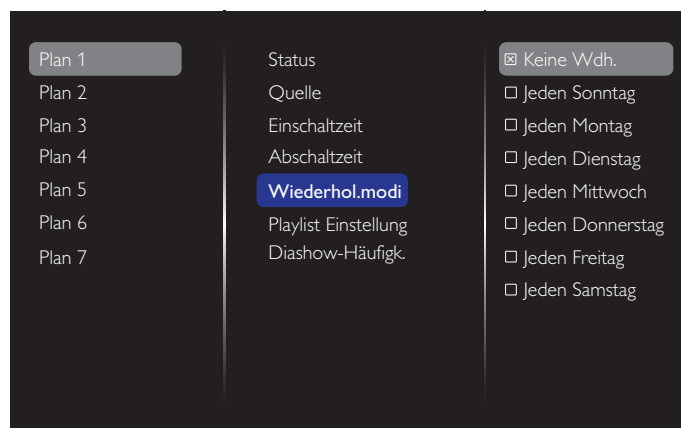 Plan 1
Plan 2
Plan 3
Plan 4
Plan 5
Plan 6
Plan 7
Status
Quelle
Einschaltzeit
Abschaltzeit
Wiederhol.modi
Playlist Einstellung
Diashow-Häufigk.
Keine Wdh.
Jeden Sonntag
Jeden Montag
Jeden Dienstag
Jeden Mittwoch
Jeden Donnerstag
Jeden Freitag
Jeden Samstag